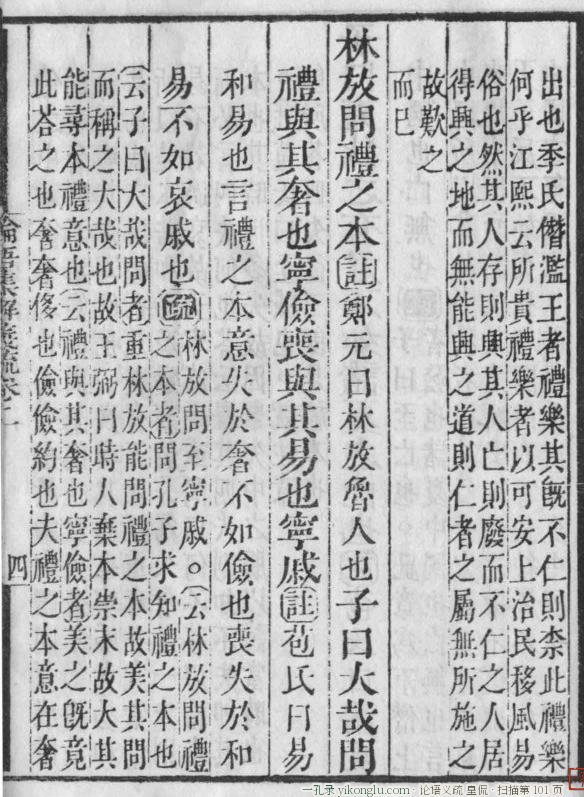 出也季氏僭濫王者禮樂其既不仁則柰此禮樂
何乎江熙云所貴禮樂者以可安上治民移風易
俗也然其人存則興其人亡則廢而不仁之人居
得興之地而無能興之道則仁者之屬無所施之
故歎之
而已
林放問禮之本註鄭元曰林放魯人也子曰大哉問
禮與其奢也寧儉喪與其易也寧戚註苞氏曰易
和易也言禮之本意失於奢不如儉也喪失於和
易不如哀戚也疏林放問至寧戚○云林放問禮
之本者問孔子求知禮之本也
云子曰大哉問者重林放能問禮之本故美其問
而稱之大哉也故王弼曰時人棄本崇末故大其
能尋本禮意也云禮與其奢也寧儉者美之既竟
此荅之也奢奢侈也儉儉約也夫禮之本意在奢
論語集解義疏卷二
四
一孔录 yikonglu.com · 论语义疏 皇侃 · 扫描第 101 页